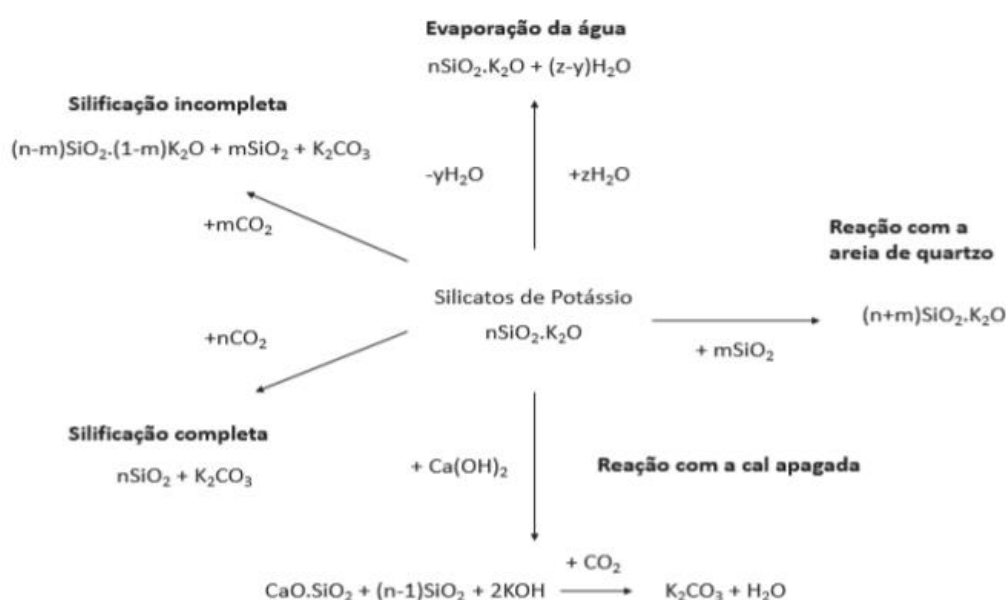 Evaporação da água
nSiO₂.K₂O + (z-y)H₂O
Silificação incompleta
(n-m)SiO₂.(1-m)K₂O + mSiO₂ + K₂CO₃
-yH₂O
+zH₂O
+mCO₂
Reação com a
areia de quartzo
Silicatos de Potássio
nSiO₂.K₂O
(n+m)SiO₂.K₂O
+ mSiO₂
+nCO₂
Silificação completa
nSiO₂ + K₂CO₃
+ Ca(OH)₂
Reação com a cal apagada
+ CO₂
CaO.SiO₂ + (n-1)SiO₂ + 2KOH
K₂CO₃ + H₂O